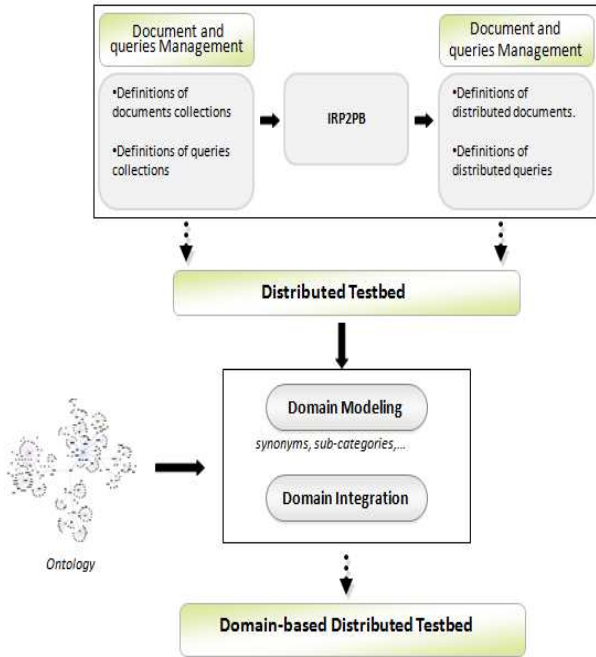 Document and
queries Management
Document and
queries Management
•Definitions of
documents collections
•Definitions of queries
collections
IRP2PB
•Definitions of
distributed documents.
•Definitions of
distributed queries
Distributed Testbed
Domain Modeling
synonyms, sub-categories,...
Domain Integration
Ontology
Domain-based Distributed Testbed